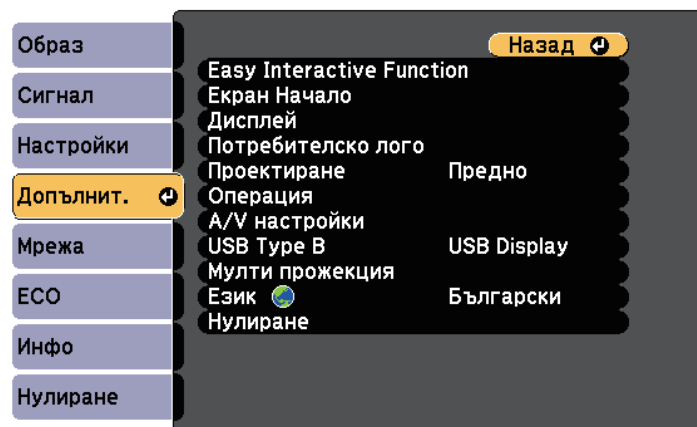 Образ
Сигнал
Настройки
Допълнит.
Мрежа
ECO
Инфо
Нулиране
Назад
Easy Interactive Function
Екран Начало
Дисплей
Потребителско лого
Проектиране Предно
Операция
A/V настройки
USB Type B USB Display
Мулти прожекция
Език Български
Нулиране